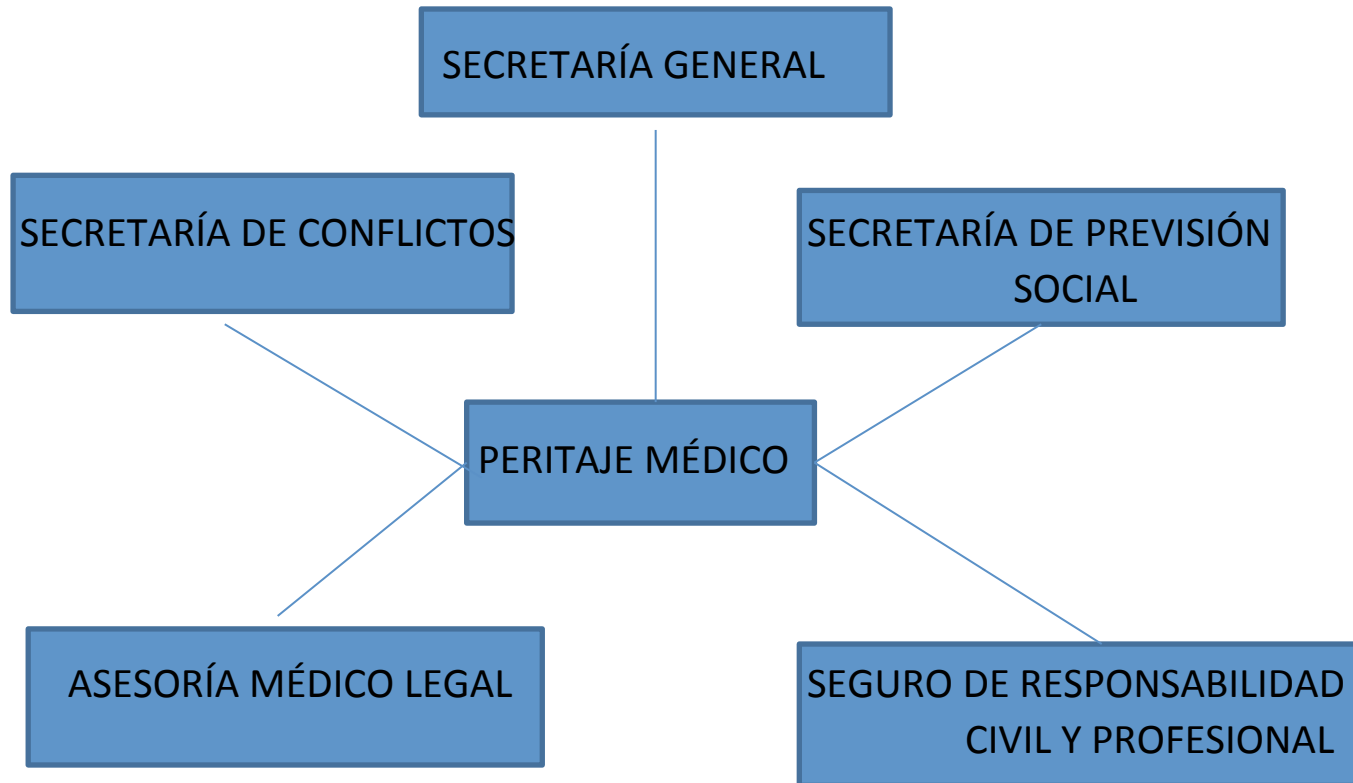 SECRETARÍA GENERAL
SECRETARÍA DE CONFLICTOS
SECRETARÍA DE PREVISIÓN
SOCIAL
PERITAJE MÉDICO
ASESORÍA MÉDICO LEGAL
SEGURO DE RESPONSABILIDAD
CIVIL Y PROFESIONAL